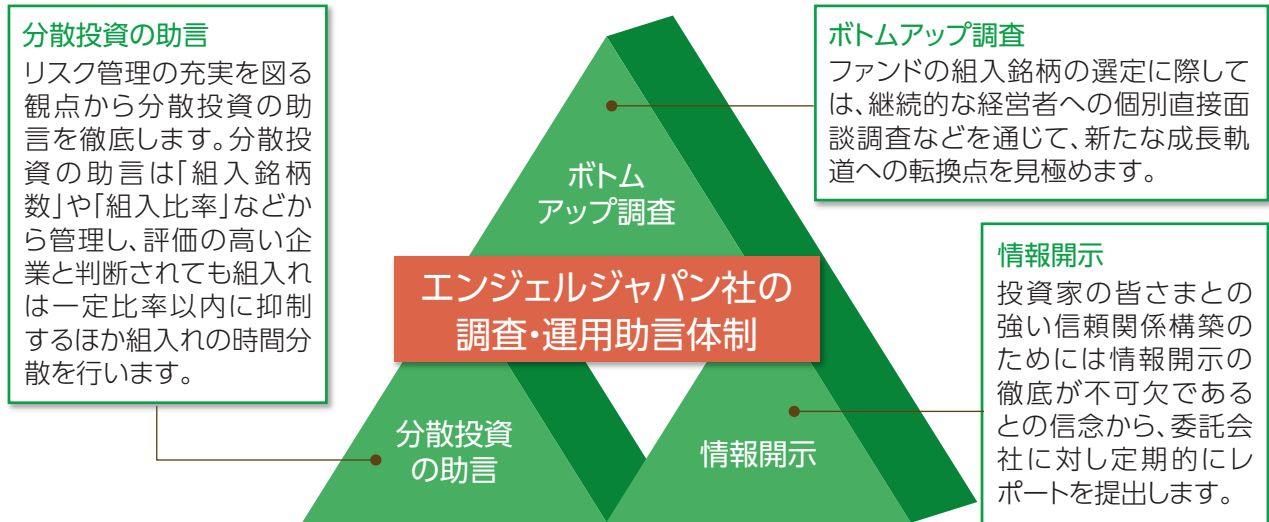 分散投資の助言
リスク管理の充実を図る
観点から分散投資の助
言を徹底します。分散投
資の助言は「組入銘柄
数」や「組入比率」などか
ら管理し、評価の高い企
業と判断されても組入れ
は一定比率以内に抑制
するほか組入れの時間分
散を行います。
ボトムアップ調査
ファンドの組入銘柄の選定に際して
は、継続的な経営者への個別直接面
談調査などを通じて、新たな成長軌
道への転換点を見極めます。
ボトム
アップ調査
エンジェルジャパン社の
調査・運用助言体制
情報開示
投資家の皆さまとの
強い信頼関係構築の
ためには情報開示の
徹底が不可欠である
との信念から、委託会
社に対し定期的にレ
ポートを提出します。
分散投資
の助言
情報開示